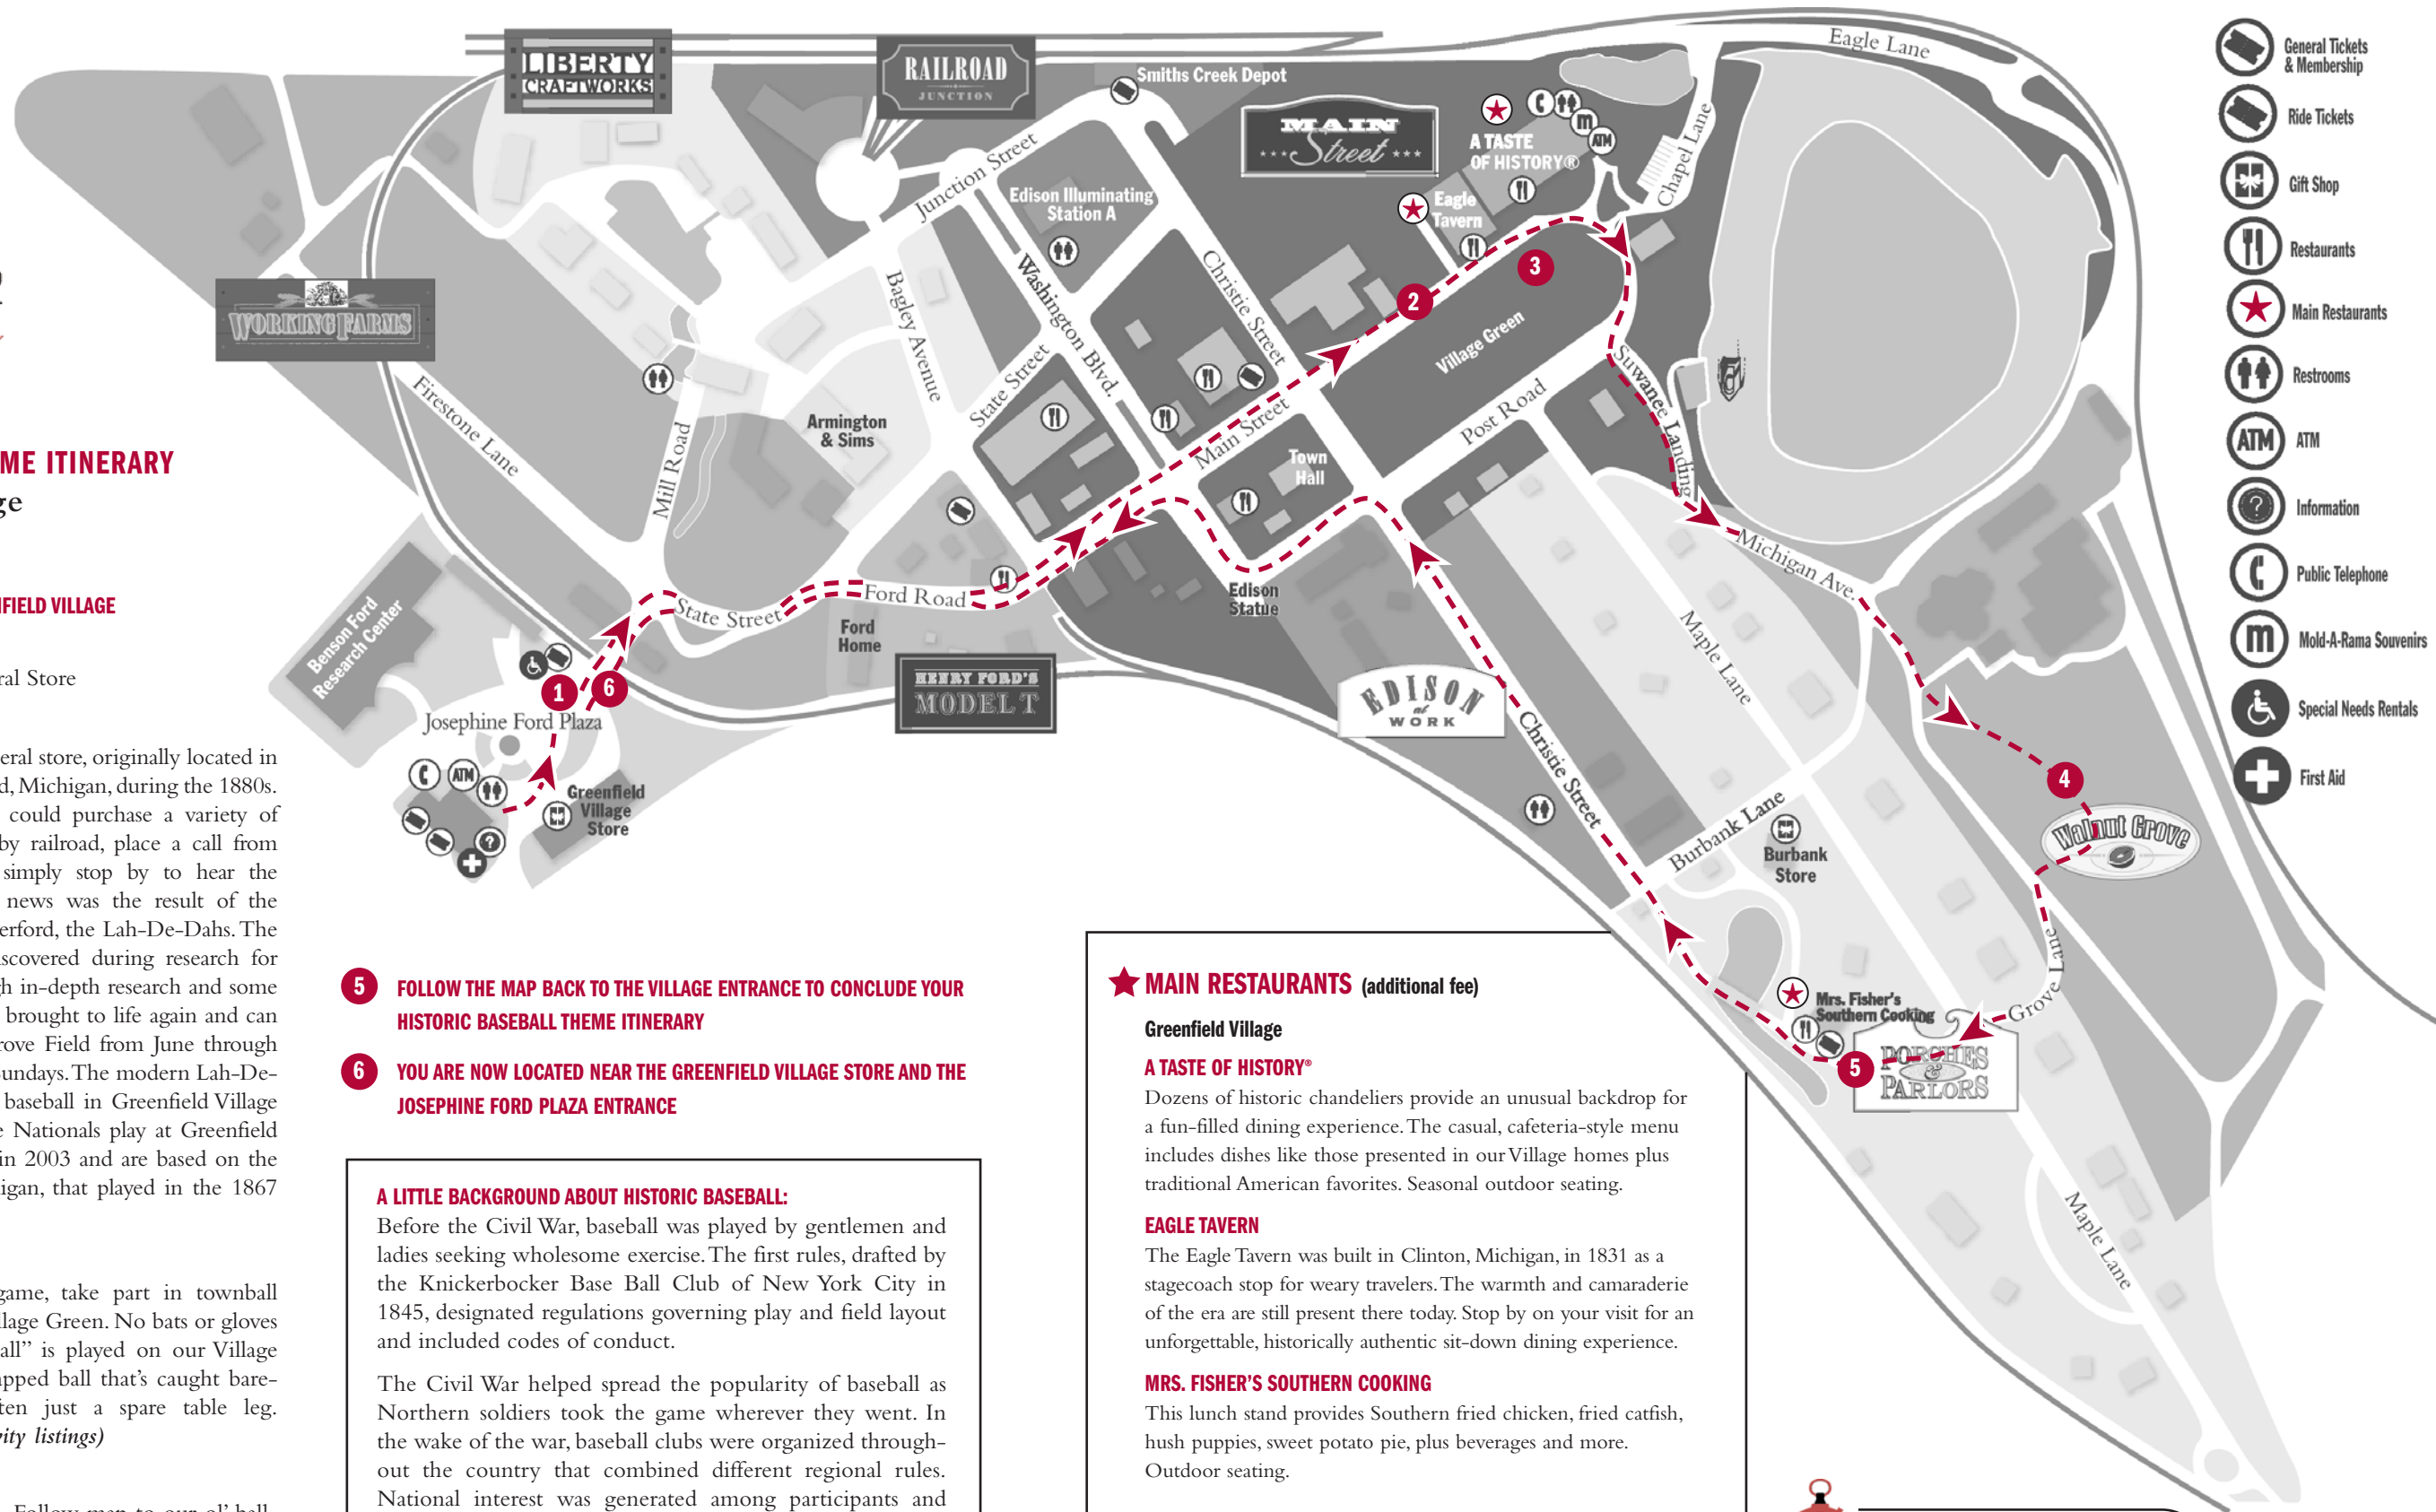 ME ITINERARY
ge
FIELD VILLAGE
ral Store
eral store, originally located in
d, Michigan, during the 1880s.
could purchase a variety of
by railroad, place a call from
simply stop by to hear the
news was the result of the
erford, the Lah-De-Dahs. The
scovered during research for
h in-depth research and some
brought to life again and can
rove Field from June through
undays. The modern Lah-De-
baseball in Greenfield Village
e Nationals play at Greenfield
in 2003 and are based on the
igan, that played in the 1867
game, take part in townball
llage Green. No bats or gloves
all” is played on our Village
pped ball that’s caught bare-
ten just a spare table leg.
ity listings)
Follow map to our ol’ ball
LIBERTY
CRAFTWORKS
RAILROAD
JUNCTION
Smiths Creek Depot
MAIN
Street
A TASTE
OF HISTORY®
m
ATM
Eagle
Tavern
Eagle Lane
Chapel Lane
Junction Street
Edison Illuminating
Station A
WORKING FARMS
Bagley Avenue
Washington Blvd.
Christie Street
State Street
2
3
Village Green
Main Street
Post Road
Suwanee Landing
Firestone Lane
Mill Road
Armington
& Sims
Town
Hall
Michigan Ave.
Edison
Statue
Ford Road
State Street
Ford
Home
HENRY FORD'S
MODEL T
Benson Ford
Research Center
1
6
Josephine Ford Plaza
ATM
?
Greenfield
Village
Store
EDISON
at
WORK
Christie Street
Maple Lane
Burbank Lane
Burbank
Store
4
Walnut Grove
Grove Lane
Mrs. Fisher's
Southern Cooking
5
PORCHES
&
PARLORS
Maple Lane
General Tickets
& Membership
Ride Tickets
Gift Shop
Restaurants
Main Restaurants
Restrooms
ATM ATM
? Information
Public Telephone
m Mold-A-Rama Souvenirs
Special Needs Rentals
First Aid
5 FOLLOW THE MAP BACK TO THE VILLAGE ENTRANCE TO CONCLUDE YOUR
HISTORIC BASEBALL THEME ITINERARY
6 YOU ARE NOW LOCATED NEAR THE GREENFIELD VILLAGE STORE AND THE
JOSEPHINE FORD PLAZA ENTRANCE
A LITTLE BACKGROUND ABOUT HISTORIC BASEBALL:
Before the Civil War, baseball was played by gentlemen and
ladies seeking wholesome exercise. The first rules, drafted by
the Knickerbocker Base Ball Club of New York City in
1845, designated regulations governing play and field layout
and included codes of conduct.
The Civil War helped spread the popularity of baseball as
Northern soldiers took the game wherever they went. In
the wake of the war, baseball clubs were organized through-
out the country that combined different regional rules.
National interest was generated among participants and
MAIN RESTAURANTS (additional fee)
Greenfield Village
A TASTE OF HISTORY®
Dozens of historic chandeliers provide an unusual backdrop for
a fun-filled dining experience. The casual, cafeteria-style menu
includes dishes like those presented in our Village homes plus
traditional American favorites. Seasonal outdoor seating.
EAGLE TAVERN
The Eagle Tavern was built in Clinton, Michigan, in 1831 as a
stagecoach stop for weary travelers. The warmth and camaraderie
of the era are still present there today. Stop by on your visit for an
unforgettable, historically authentic sit-down dining experience.
MRS. FISHER’S SOUTHERN COOKING
This lunch stand provides Southern fried chicken, fried catfish,
hush puppies, sweet potato pie, plus beverages and more.
Outdoor seating.